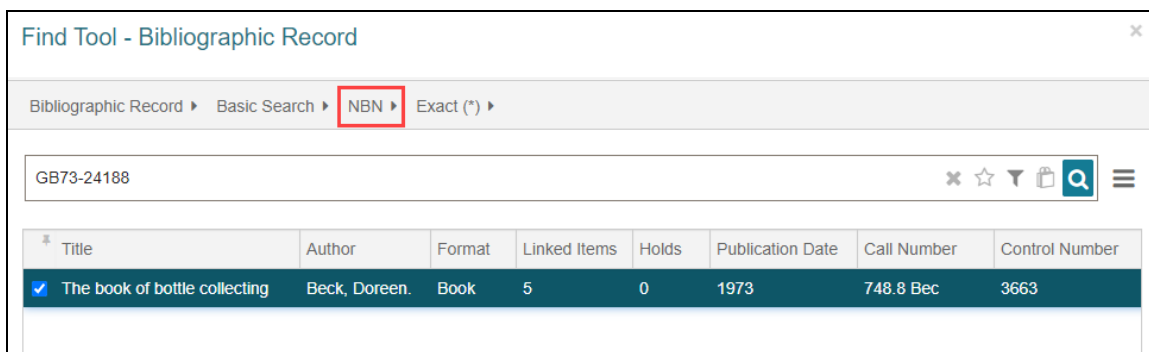 Find Tool - Bibliographic Record
Bibliographic Record Basic Search NBN Exact (*)
GB73-24188
Title Author Format Linked Items Holds Publication Date Call Number Control Number
The book of bottle collecting Beck, Doreen. Book 5 0 1973 748.8 Bec 3663